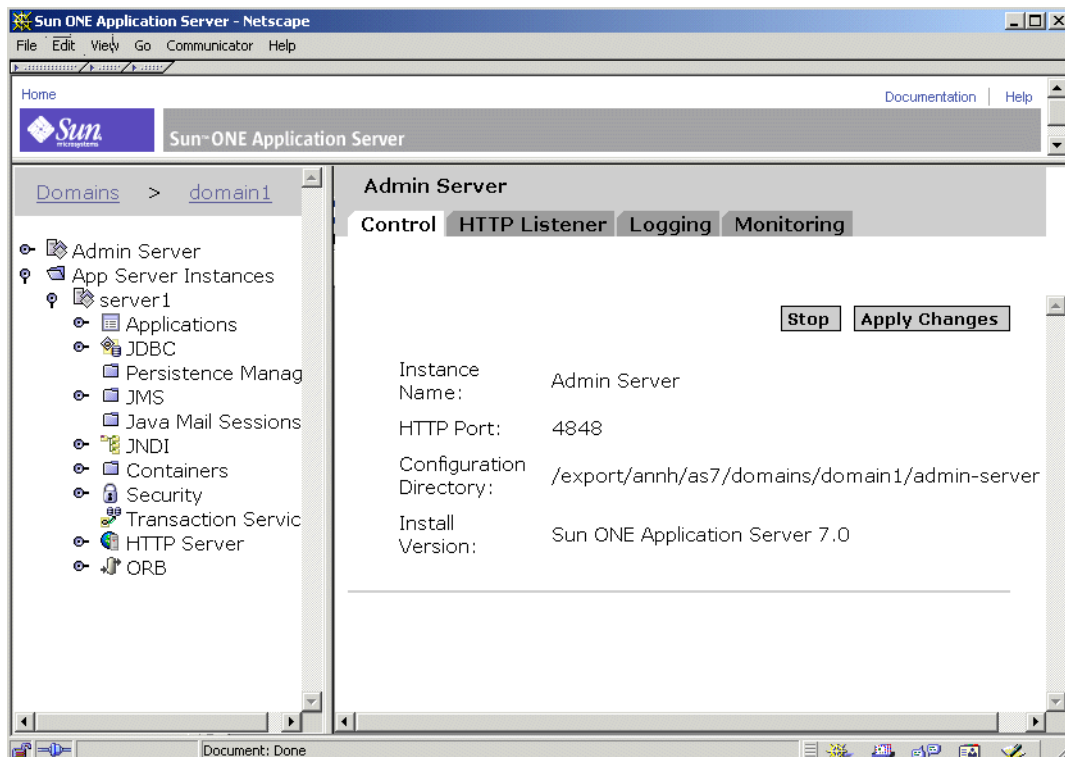 Sun ONE Application Server - Netscape
File Edit View Go Communicator Help
Home
Documentation | Help
Sun
microsystems
Sun™ ONE Application Server
Domains > domain1
Admin Server
App Server Instances
server1
Applications
JDBC
Persistence Manag
JMS
Java Mail Sessions
JNDI
Containers
Security
Transaction Servic
HTTP Server
ORB
Admin Server
Control HTTP Listener Logging Monitoring
Stop Apply Changes
Instance Name: Admin Server
HTTP Port: 4848
Configuration Directory: /export/annh/as7/domains/domain1/admin-server
Install Version: Sun ONE Application Server 7.0
Document: Done